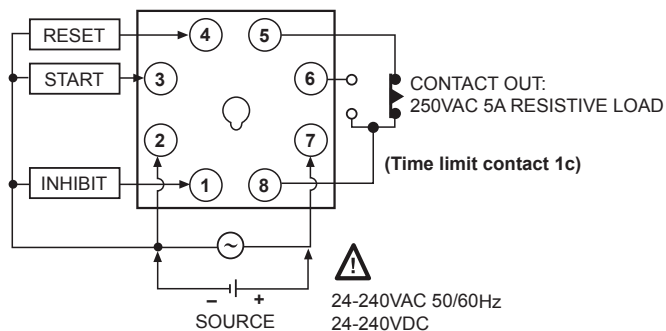 RESET
4
5
START
3
6
CONTACT OUT:
250VAC 5A RESISTIVE LOAD
2
7
(Time limit contact 1c)
INHIBIT
1
8
~
!
− +
SOURCE
24-240VAC 50/60Hz
24-240VDC